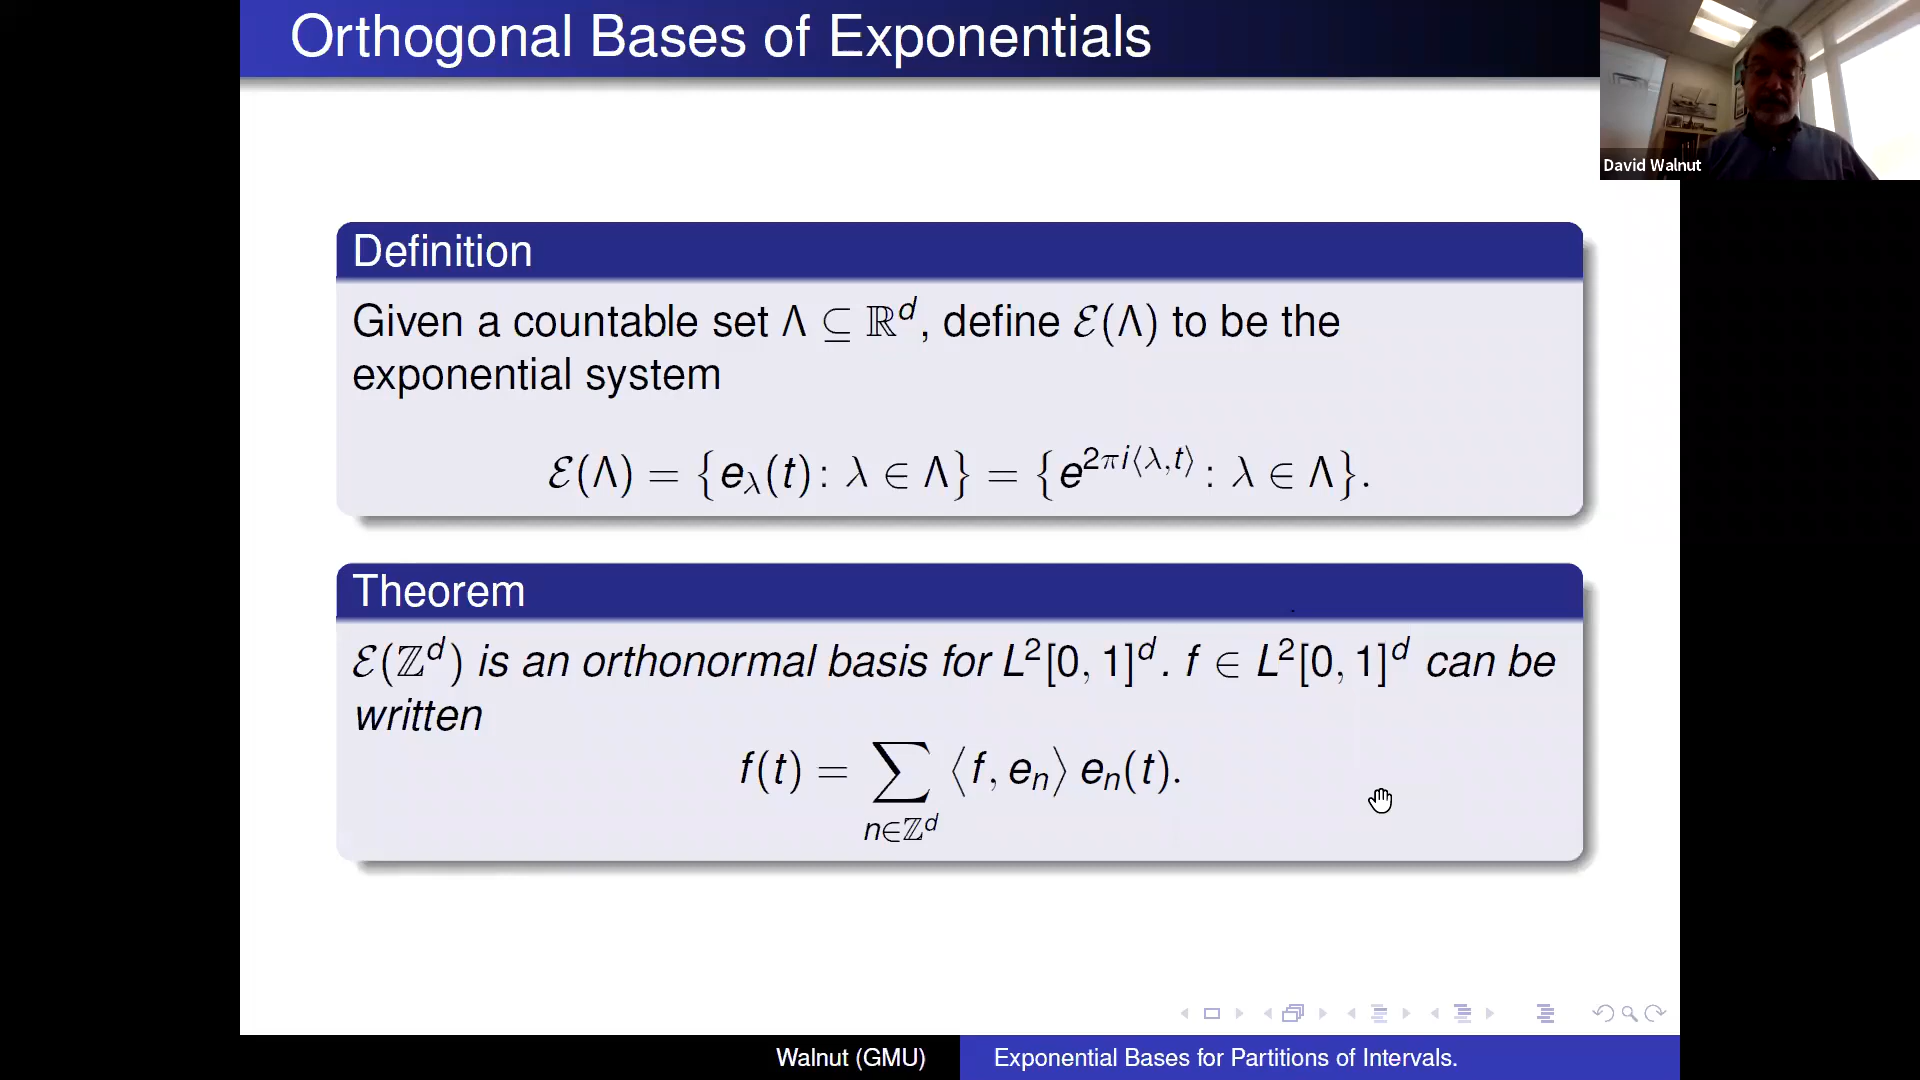 Orthogonal Bases of Exponentials
David Walnut
Definition
Given a countable set Λ ⊆ ℝ^d, define ℰ(Λ) to be the
exponential system
ℰ(Λ) = {e_λ(t): λ ∈ Λ} = {e^{2πi⟨λ,t⟩}: λ ∈ Λ}.
Theorem
ℰ(ℤ^d) is an orthonormal basis for L²[0, 1]^d. f ∈ L²[0, 1]^d can be
written
f(t) = ∑_{n∈ℤ^d} ⟨f, e_n⟩ e_n(t).
Walnut (GMU)
Exponential Bases for Partitions of Intervals.